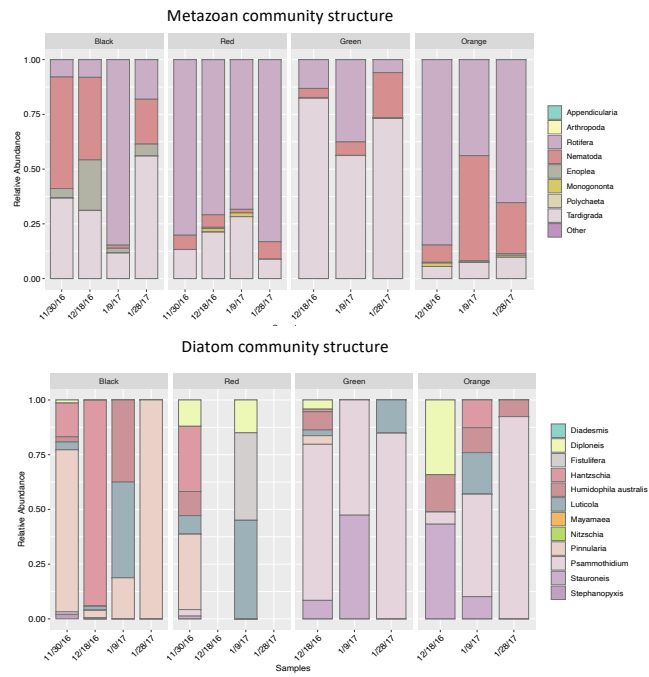 Metazoan community structure
Black Red Green Orange
1.00
0.75
0.50
0.25
0.00
Relative Abundance
11/30/16 12/18/16 1/9/17 1/28/17 11/30/16 12/18/16 1/9/17 1/28/17 12/18/16 1/9/17 1/28/17 12/18/16 1/9/17 1/28/17
Appendicularia
Arthropoda
Rotifera
Nematoda
Enoplea
Monogononta
Polychaeta
Tardigrada
Other
Diatom community structure
Black Red Green Orange
1.00
0.75
0.50
0.25
0.00
Relative Abundance
11/30/16 12/18/16 1/9/17 1/28/17 11/30/16 12/18/16 1/9/17 1/28/17 12/18/16 1/9/17 1/28/17 12/18/16 1/9/17 1/28/17
Samples
Diadesmis
Diploneis
Fistulifera
Hantzschia
Humidophila australis
Luticola
Mayamaea
Nitzschia
Pinnularia
Psammothidium
Stauroneis
Stephanopyxis